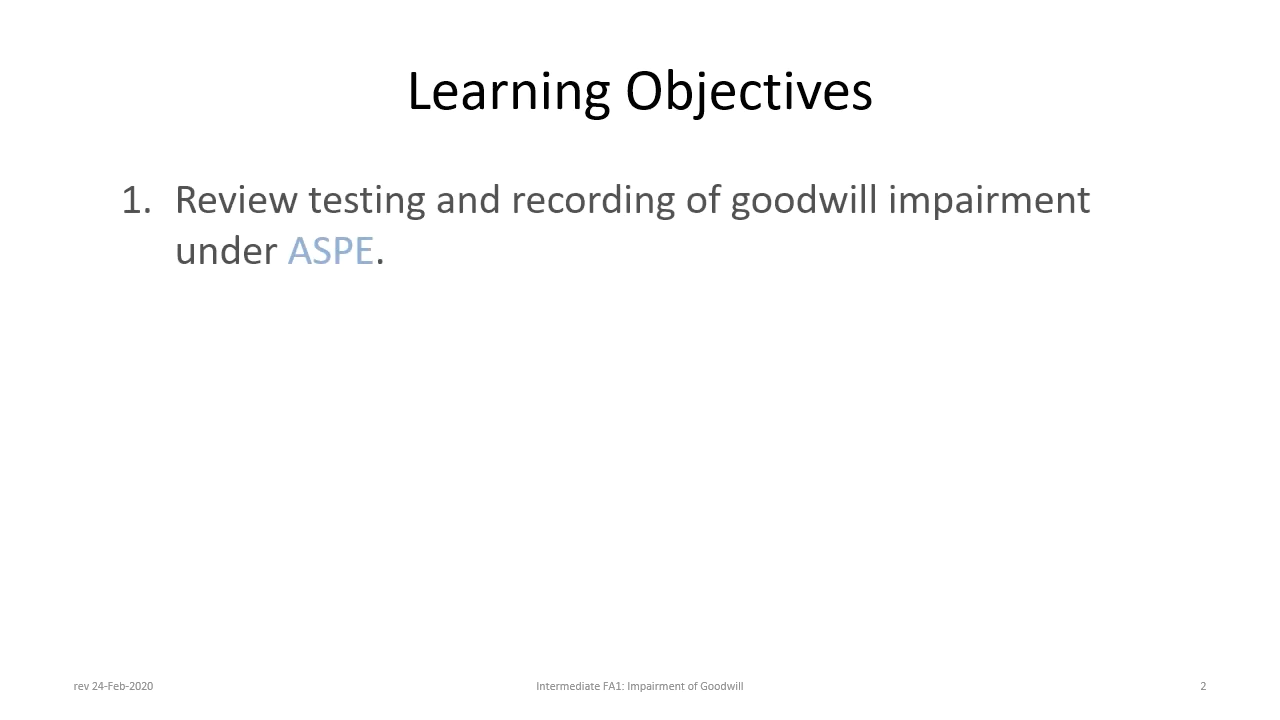 Learning Objectives
1. Review testing and recording of goodwill impairment
under ASPE.
rev 24-Feb-2020
Intermediate FA1: Impairment of Goodwill
2